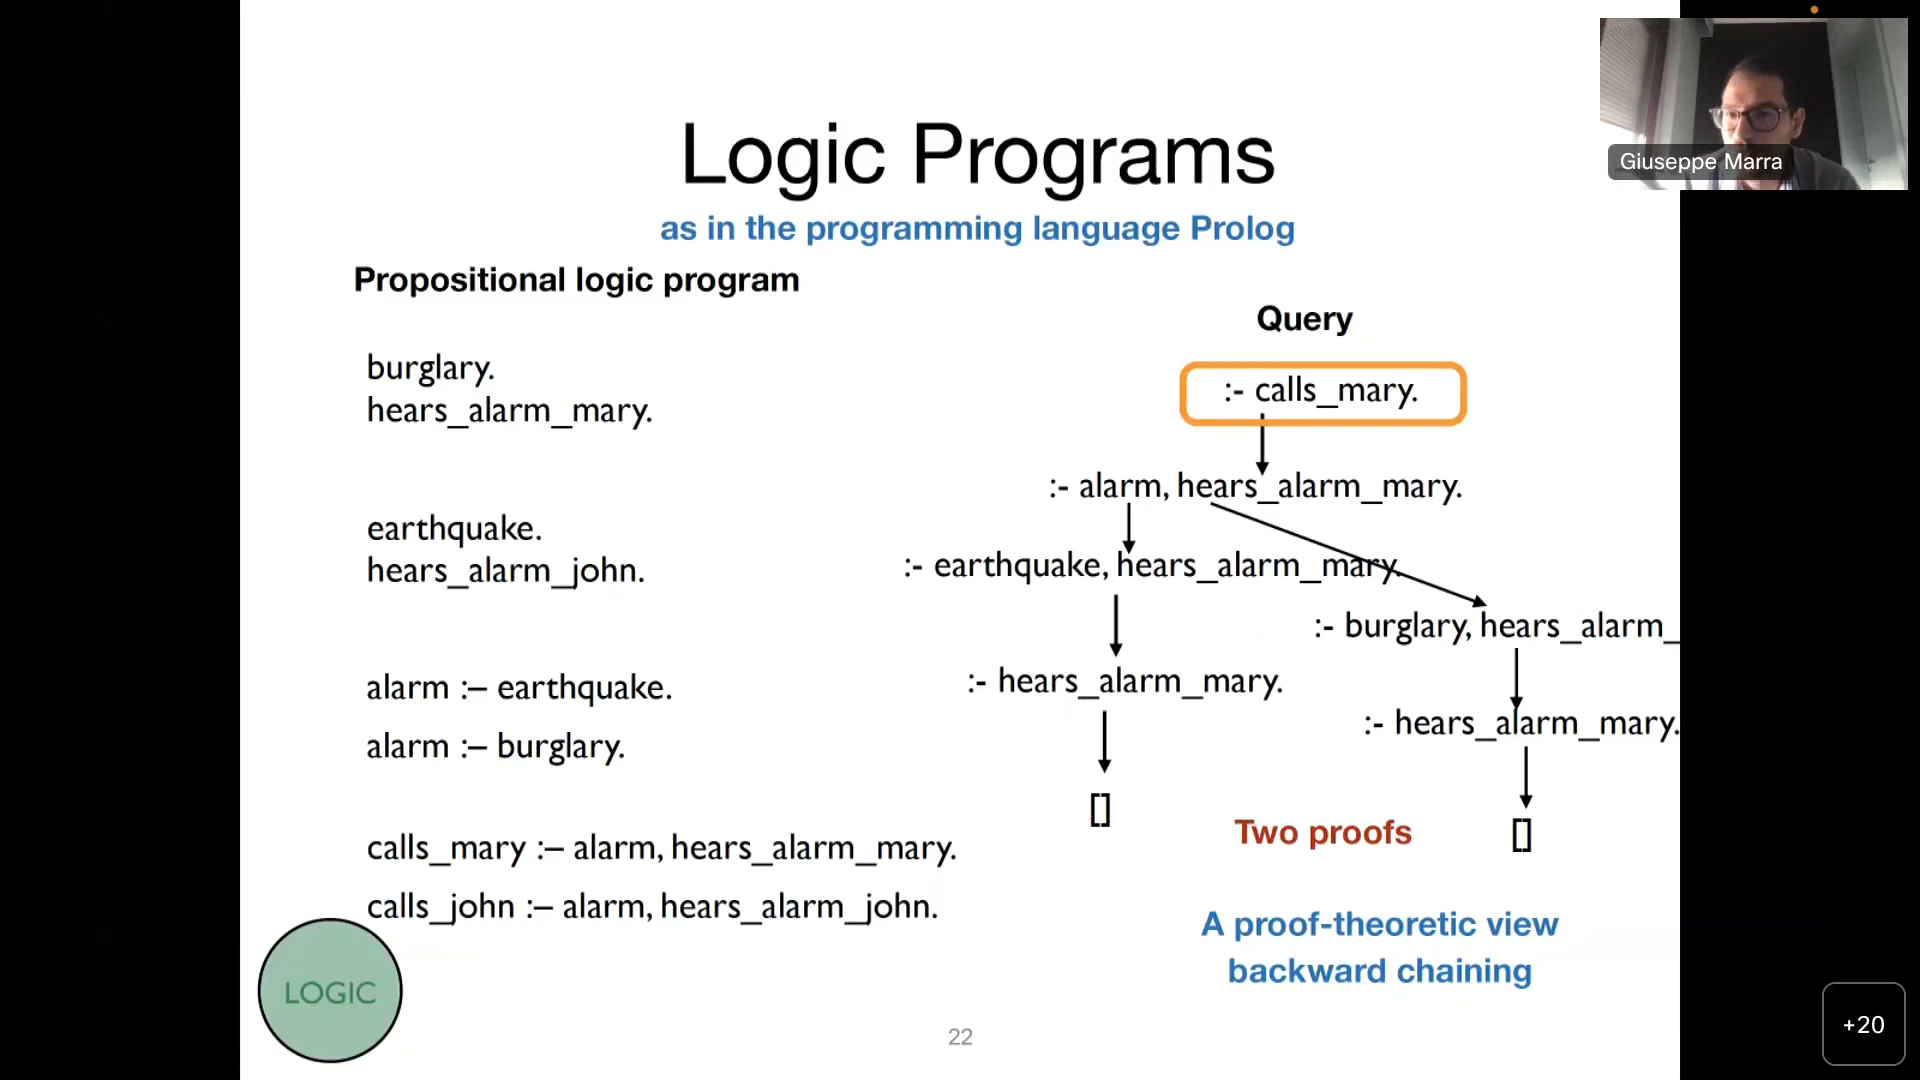 Giuseppe Marra
Logic Programs
as in the programming language Prolog
Propositional logic program
burglary.
hears_alarm_mary.
earthquake.
hears_alarm_john.
alarm :– earthquake.
alarm :– burglary.
calls_mary :– alarm, hears_alarm_mary.
calls_john :– alarm, hears_alarm_john.
LOGIC
Query
:- calls_mary.
:- alarm, hears_alarm_mary.
:- earthquake, hears_alarm_mary.
:- burglary, hears_alarm_
:- hears_alarm_mary.
:- hears_alarm_mary.
[]
[]
Two proofs
A proof-theoretic view
backward chaining
22
+20